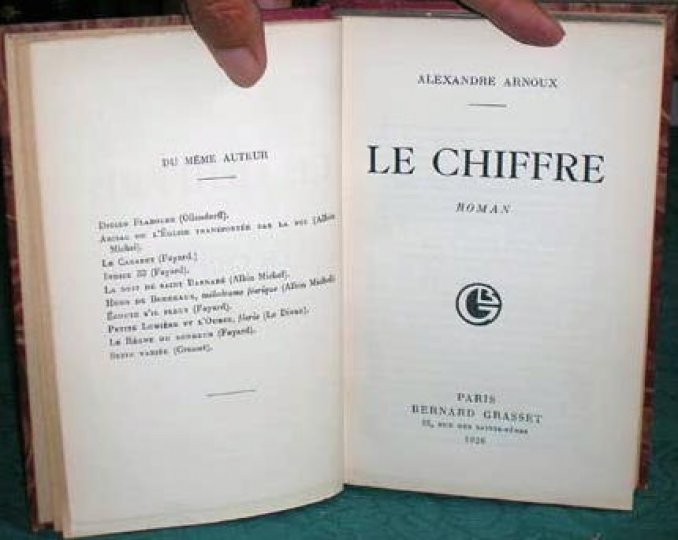 DU MÊME AUTEUR
DIDIER FLABOCHE (Ollendorff).
ABISAG OU L'ÉGLISE TRANSPORTÉE PAR LA FOI (Albin
Michel).
LE CABARET (Fayard.)
INDICE 33 (Fayard).
LA NUIT DE SAINT BARNABÉ (Albin Michel).
HUON DE BORDEAUX, mélodrame féerique (Albin Michel)
ÉCOUTE S'IL PLEUT (Fayard).
PETITE LUMIÈRE ET L'OURSE, féerie (Le Divan).
LE RÈGNE DU BONHEUR (Fayard).
SUITE VARIÉE (Grasset).
ALEXANDRE ARNOUX
LE CHIFFRE
ROMAN
PARIS
BERNARD GRASSET
61, RUE DES SAINTS-PÈRES
1926